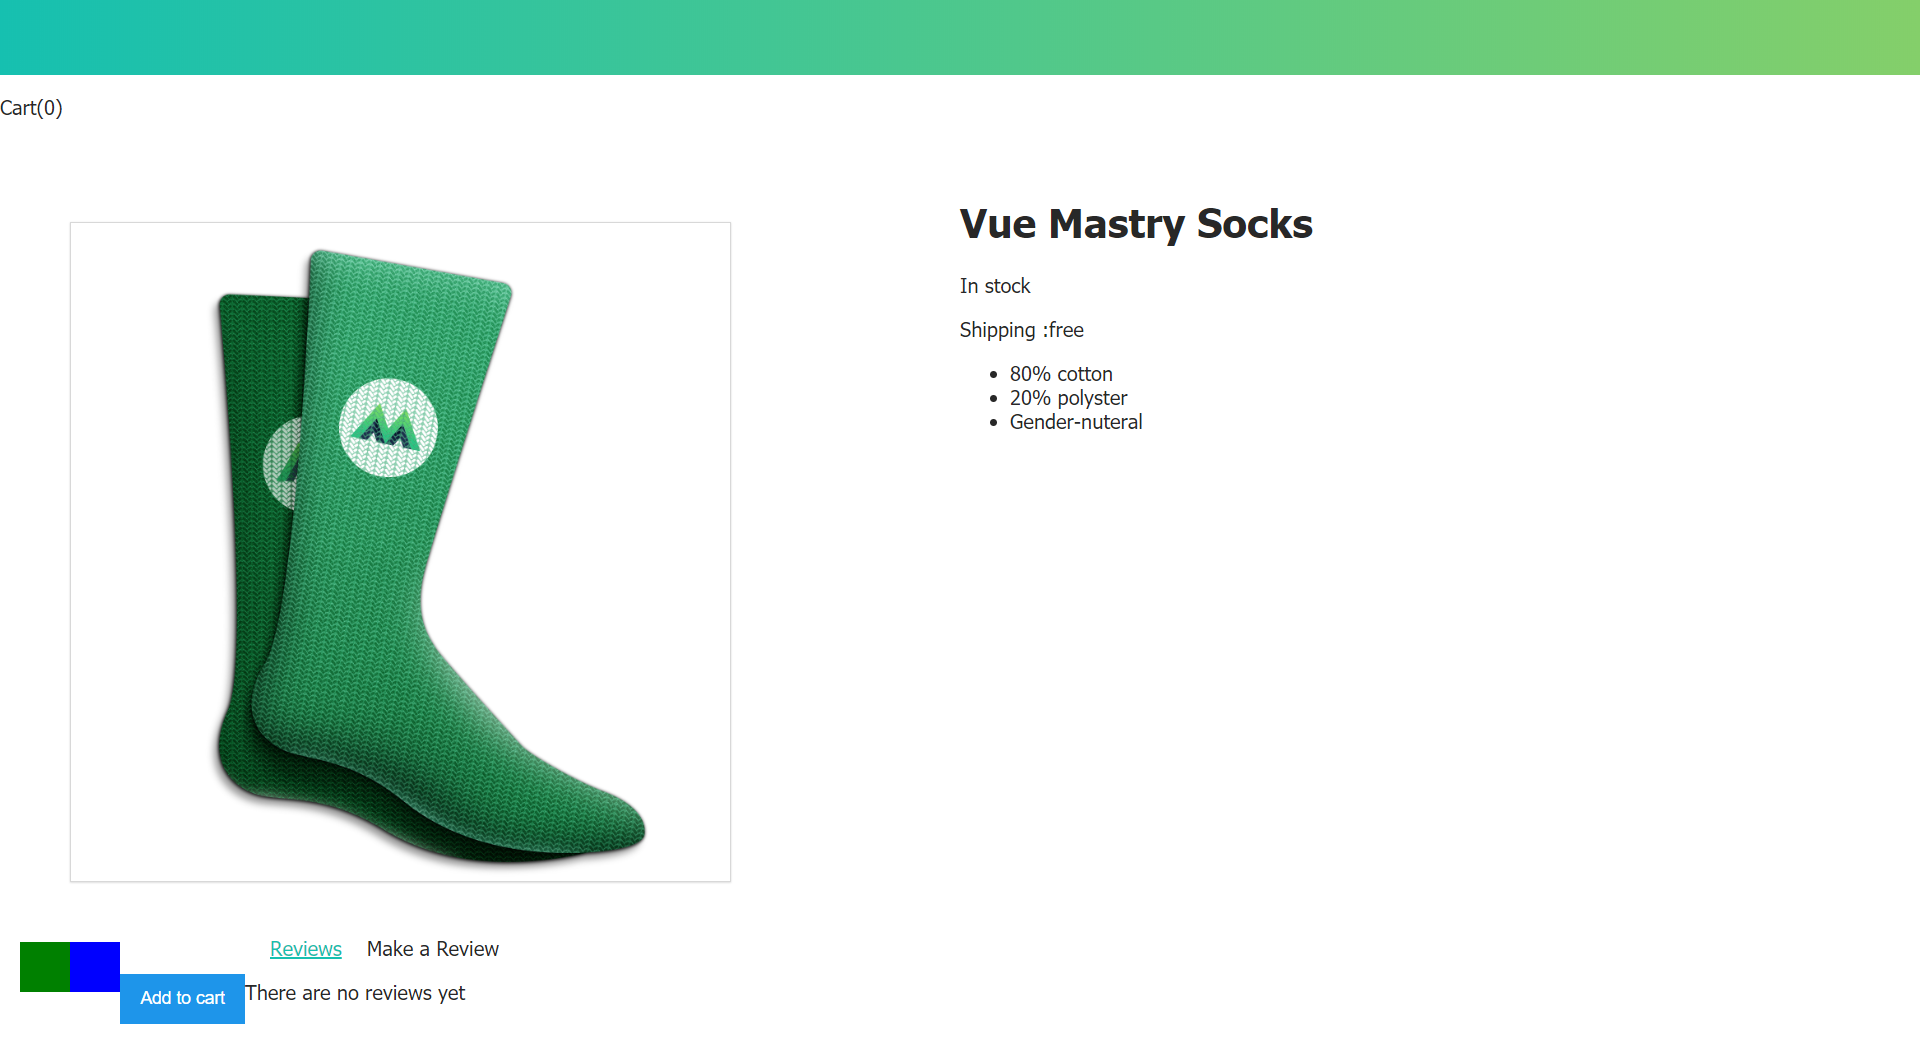 Cart(0)
Vue Mastry Socks
In stock
Shipping :free
80% cotton
20% polyster
Gender-nuteral
Reviews Make a Review
Add to cart
There are no reviews yet